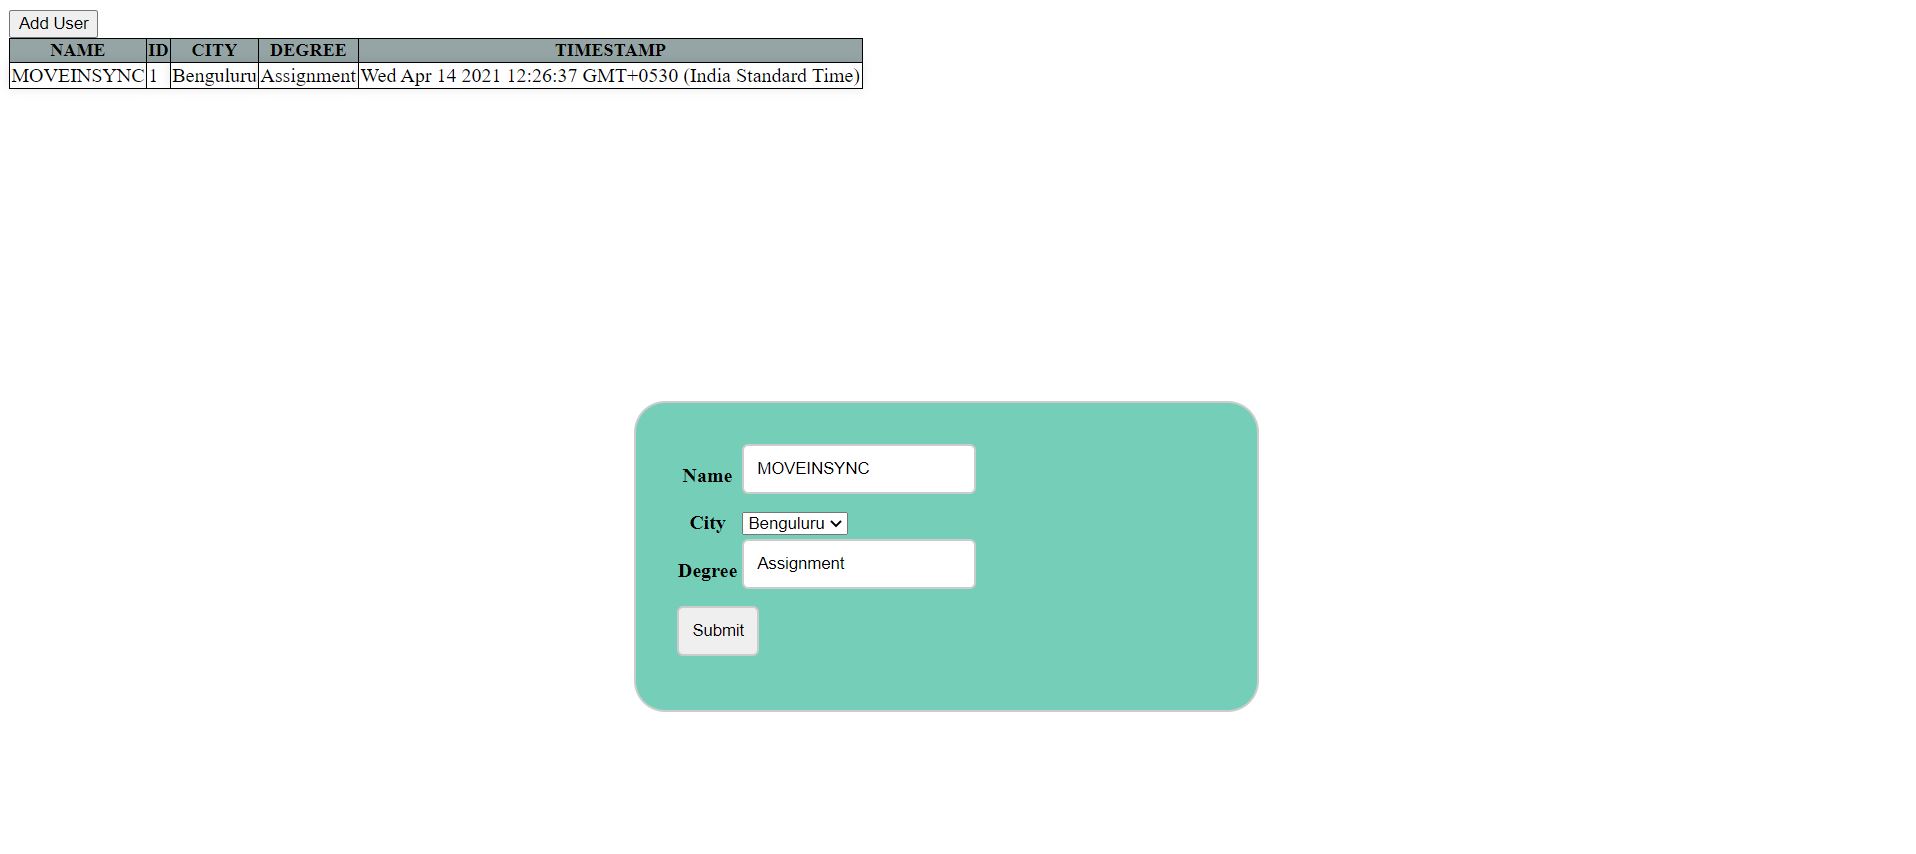 Add User
NAME ID CITY DEGREE TIMESTAMP
MOVEINSYNC 1 Benguluru Assignment Wed Apr 14 2021 12:26:37 GMT+0530 (India Standard Time)
Name MOVEINSYNC
City Benguluru
Degree Assignment
Submit